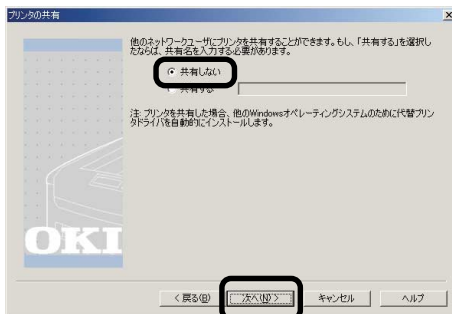 プリンタの共有
他のネットワークユーザにプリンタを共有することができます。もし、「共有する」を選択し
たならば、共有名を入力する必要があります。
共有しない
共有する
注: プリンタを共有した場合、他のWindowsオペレーティングシステムのために代替プリン
タドライバを自動的にインストールします。
OKI
< 戻る(B)
次へ(N) >
キャンセル
ヘルプ